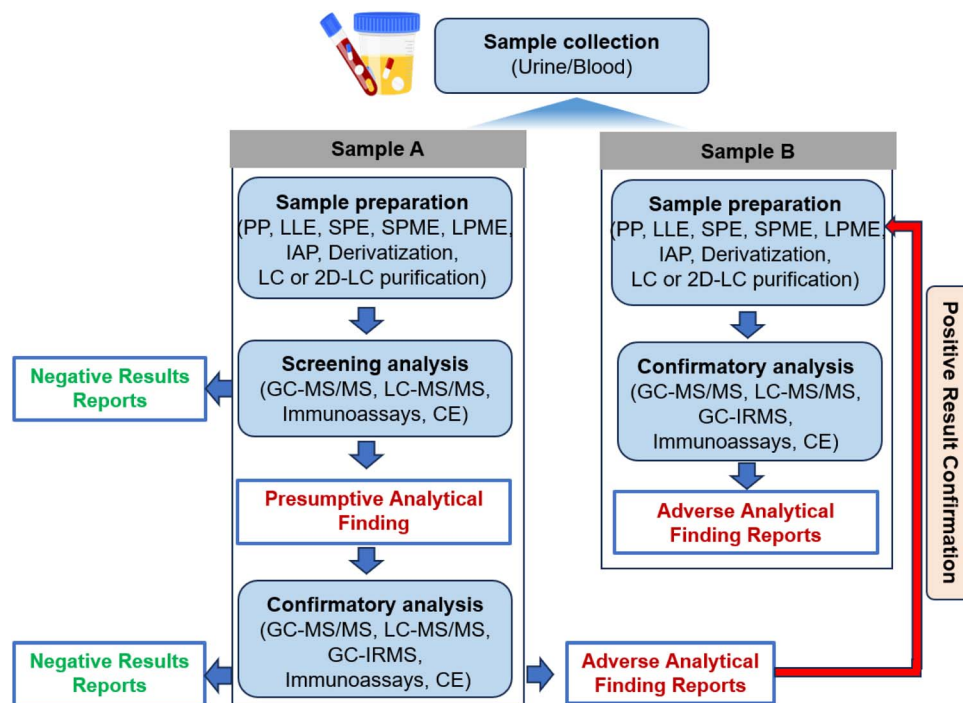 Sample collection
(Urine/Blood)
Sample A
Sample preparation
(PP, LLE, SPE, SPME, LPME,
IAP, Derivatization,
LC or 2D-LC purification)
Screening analysis
(GC-MS/MS, LC-MS/MS,
Immunoassays, CE)
Negative Results
Reports
Presumptive Analytical
Finding
Confirmatory analysis
(GC-MS/MS, LC-MS/MS,
GC-IRMS,
Immunoassays, CE)
Negative Results
Reports
Adverse Analytical
Finding Reports
Sample B
Sample preparation
(PP, LLE, SPE, SPME, LPME,
IAP, Derivatization,
LC or 2D-LC purification)
Confirmatory analysis
(GC-MS/MS, LC-MS/MS,
GC-IRMS,
Immunoassays, CE)
Adverse Analytical
Finding Reports
Positive Result Confirmation